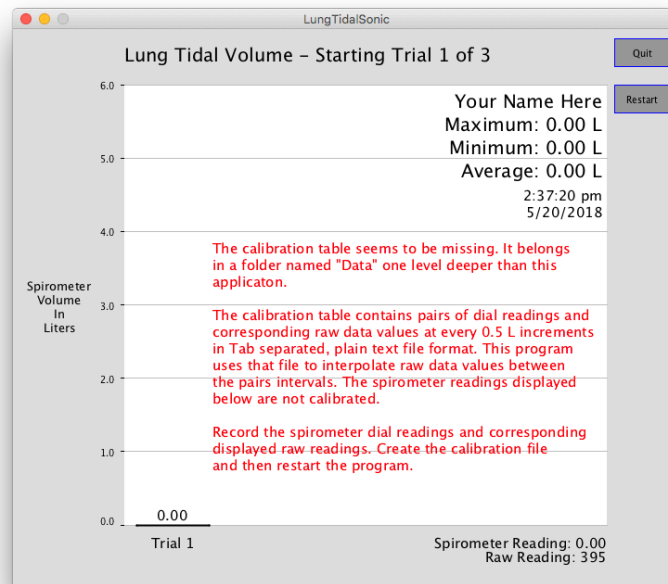 LungTidalSonic
Lung Tidal Volume – Starting Trial 1 of 3
Quit
Restart
6.0
5.0
4.0
3.0
2.0
1.0
0.0
Spirometer
Volume
In
Liters
Your Name Here
Maximum: 0.00 L
Minimum: 0.00 L
Average: 0.00 L
2:37:20 pm
5/20/2018
The calibration table seems to be missing. It belongs
in a folder named "Data" one level deeper than this
applicaton.
The calibration table contains pairs of dial readings and
corresponding raw data values at every 0.5 L increments
in Tab separated, plain text file format. This program
uses that file to interpolate raw data values between
the pairs intervals. The spirometer readings displayed
below are not calibrated.
Record the spirometer dial readings and corresponding
displayed raw readings. Create the calibration file
and then restart the program.
0.00
Trial 1
Spirometer Reading: 0.00
Raw Reading: 395